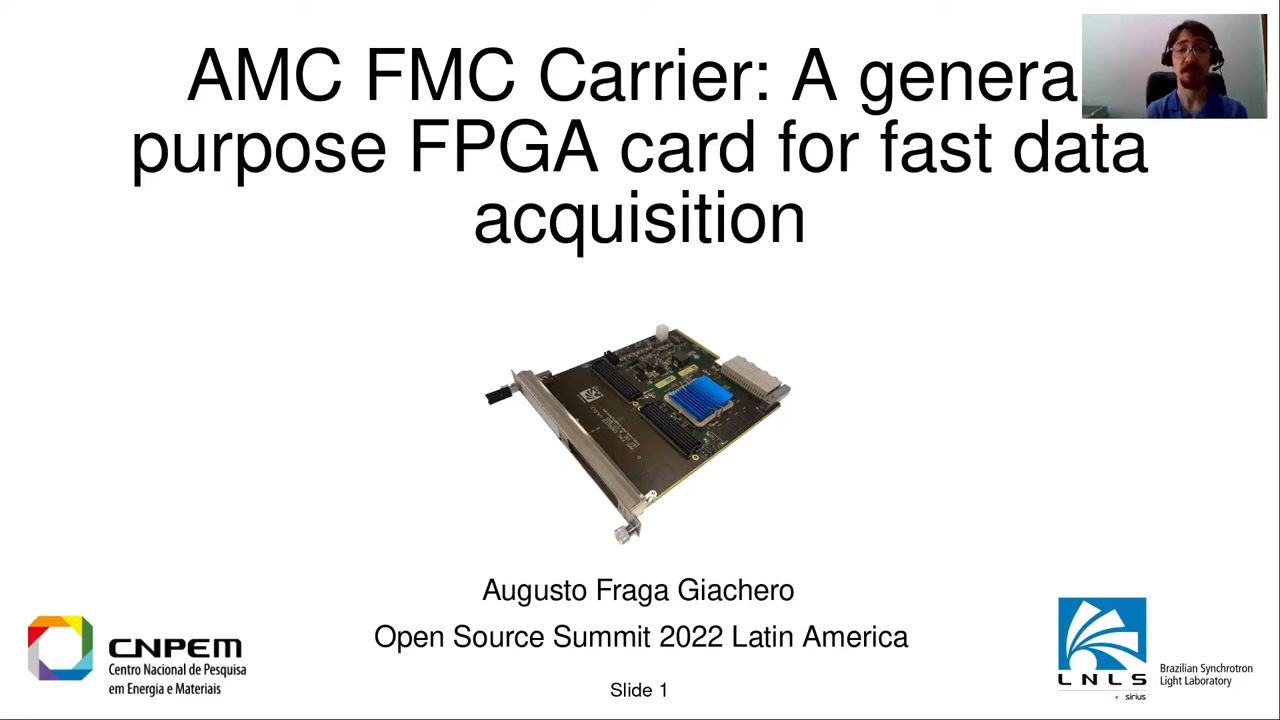 AMC FMC Carrier: A genera
purpose FPGA card for fast data
acquisition
Augusto Fraga Giachero
Open Source Summit 2022 Latin America
CNPEM
Centro Nacional de Pesquisa
em Energia e Materiais
Slide 1
LNLS
sirius
Brazilian Synchrotron
Light Laboratory